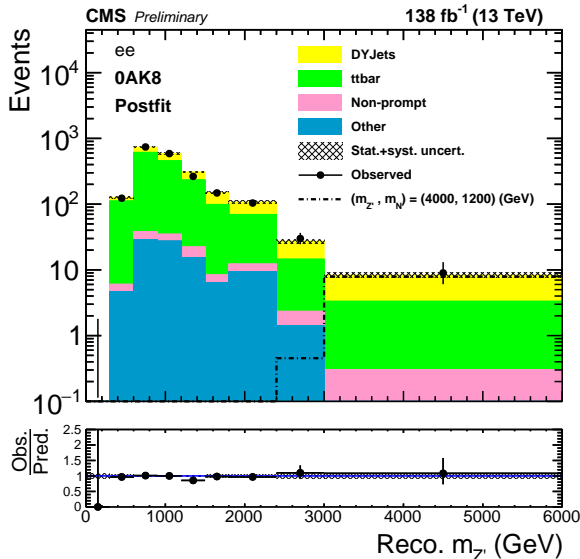 CMS Preliminary 138 fb⁻¹ (13 TeV)
Events
10⁴
10³
10²
10
1
10⁻¹
ee
0AK8
Postfit
DYJets
ttbar
Non-prompt
Other
Stat.+syst. uncert.
Observed
(m_Z', m_N) = (4000, 1200) (GeV)
Obs.
Pred.
2.5
2
1.5
1
0.5
0
0 1000 2000 3000 4000 5000 6000
Reco. m_Z' (GeV)